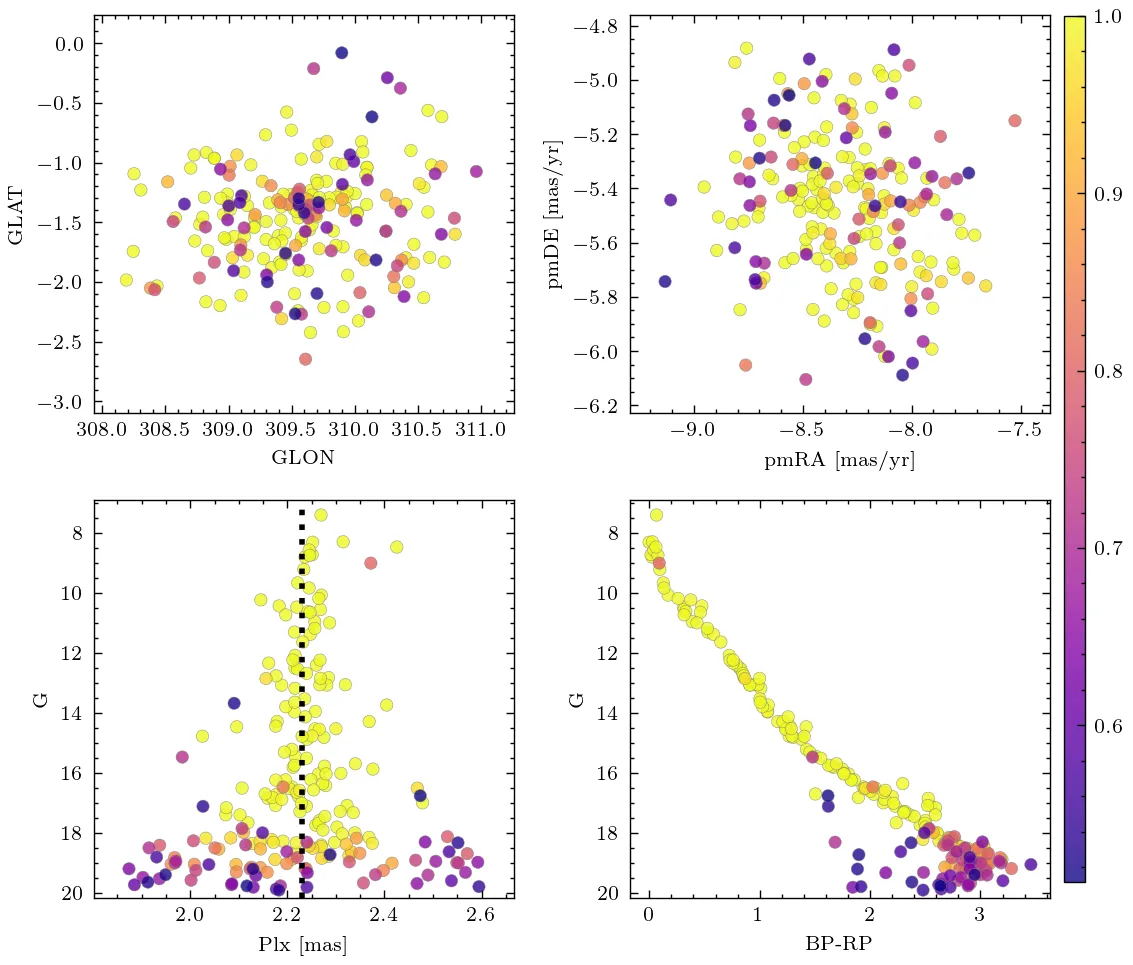 0.0
−0.5
−1.0
−1.5
−2.0
−2.5
−3.0
GLAT
308.0 308.5 309.0 309.5 310.0 310.5 311.0
GLON
−4.8
−5.0
−5.2
−5.4
−5.6
−5.8
−6.0
−6.2
pmDE [mas/yr]
−9.0 −8.5 −8.0 −7.5
pmRA [mas/yr]
1.0
0.9
0.8
0.7
0.6
8
10
12
14
16
18
20
G
2.0 2.2 2.4 2.6
Plx [mas]
8
10
12
14
16
18
20
G
0 1 2 3
BP-RP